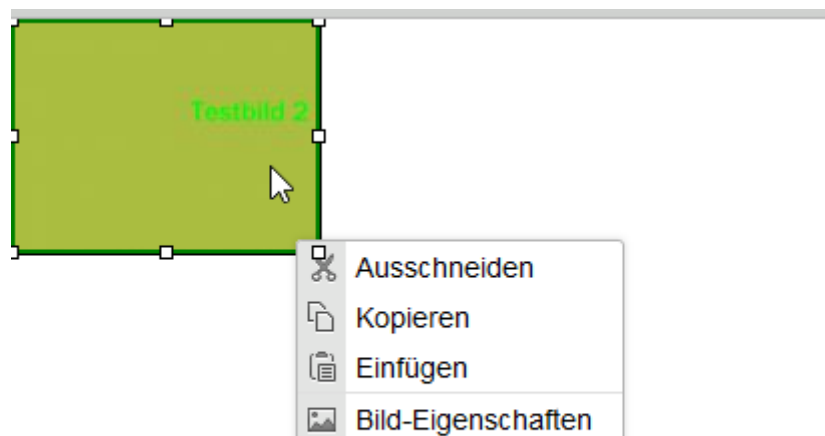 Testbild 2
Ausschneiden
Kopieren
Einfügen
Bild-Eigenschaften